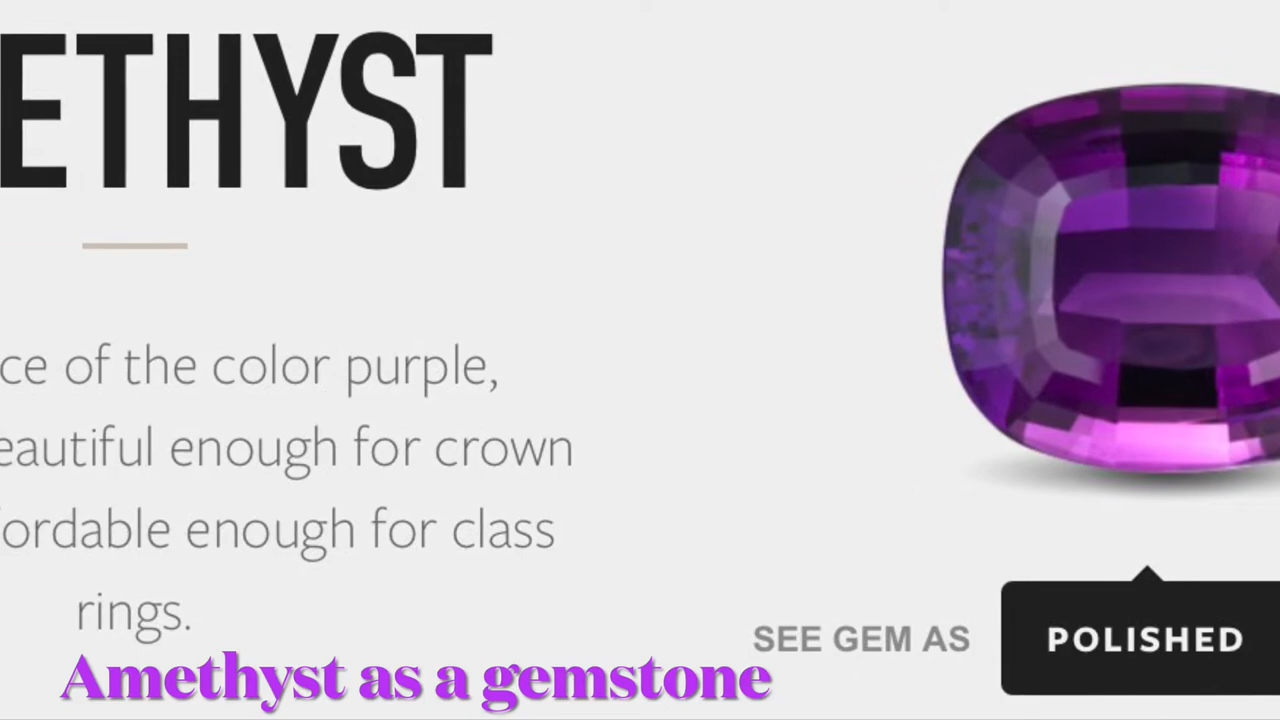 ETHYST
ce of the color purple,
eautiful enough for crown
fordable enough for class
rings.
SEE GEM AS
POLISHED
Amethyst as a gemstone